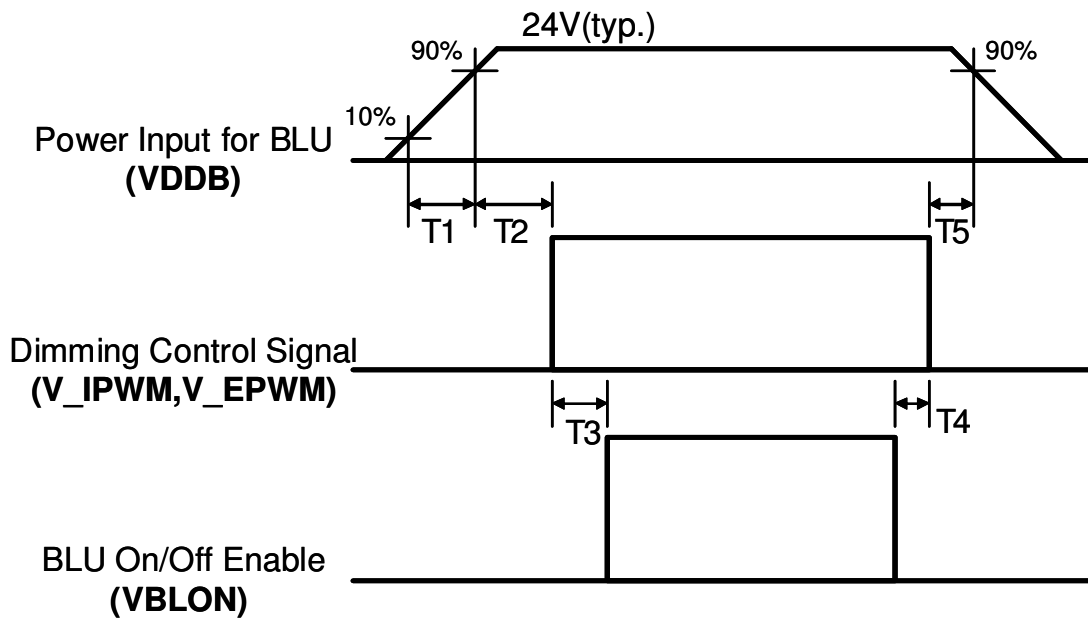 24V(typ.)
90%
90%
10%
Power Input for BLU
(VDDB)
T1
T2
T5
Dimming Control Signal
(V_IPWM,V_EPWM)
T3
T4
BLU On/Off Enable
(VBLON)